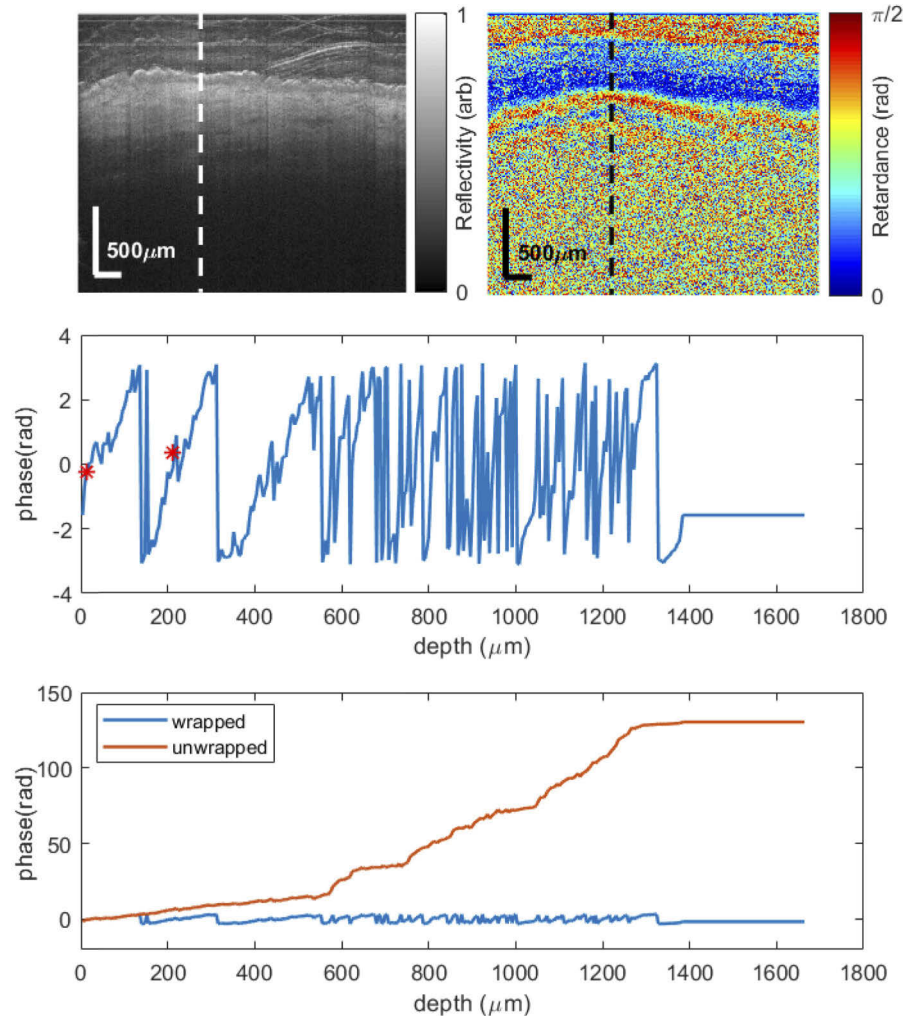 1
Reflectivity (arb)
0
500μm
π/2
Retardance (rad)
0
500μm
4
2
0
-2
-4
phase(rad)
0 200 400 600 800 1000 1200 1400 1600 1800
depth (μm)
150
100
50
0
phase(rad)
wrapped
unwrapped
0 200 400 600 800 1000 1200 1400 1600 1800
depth (μm)